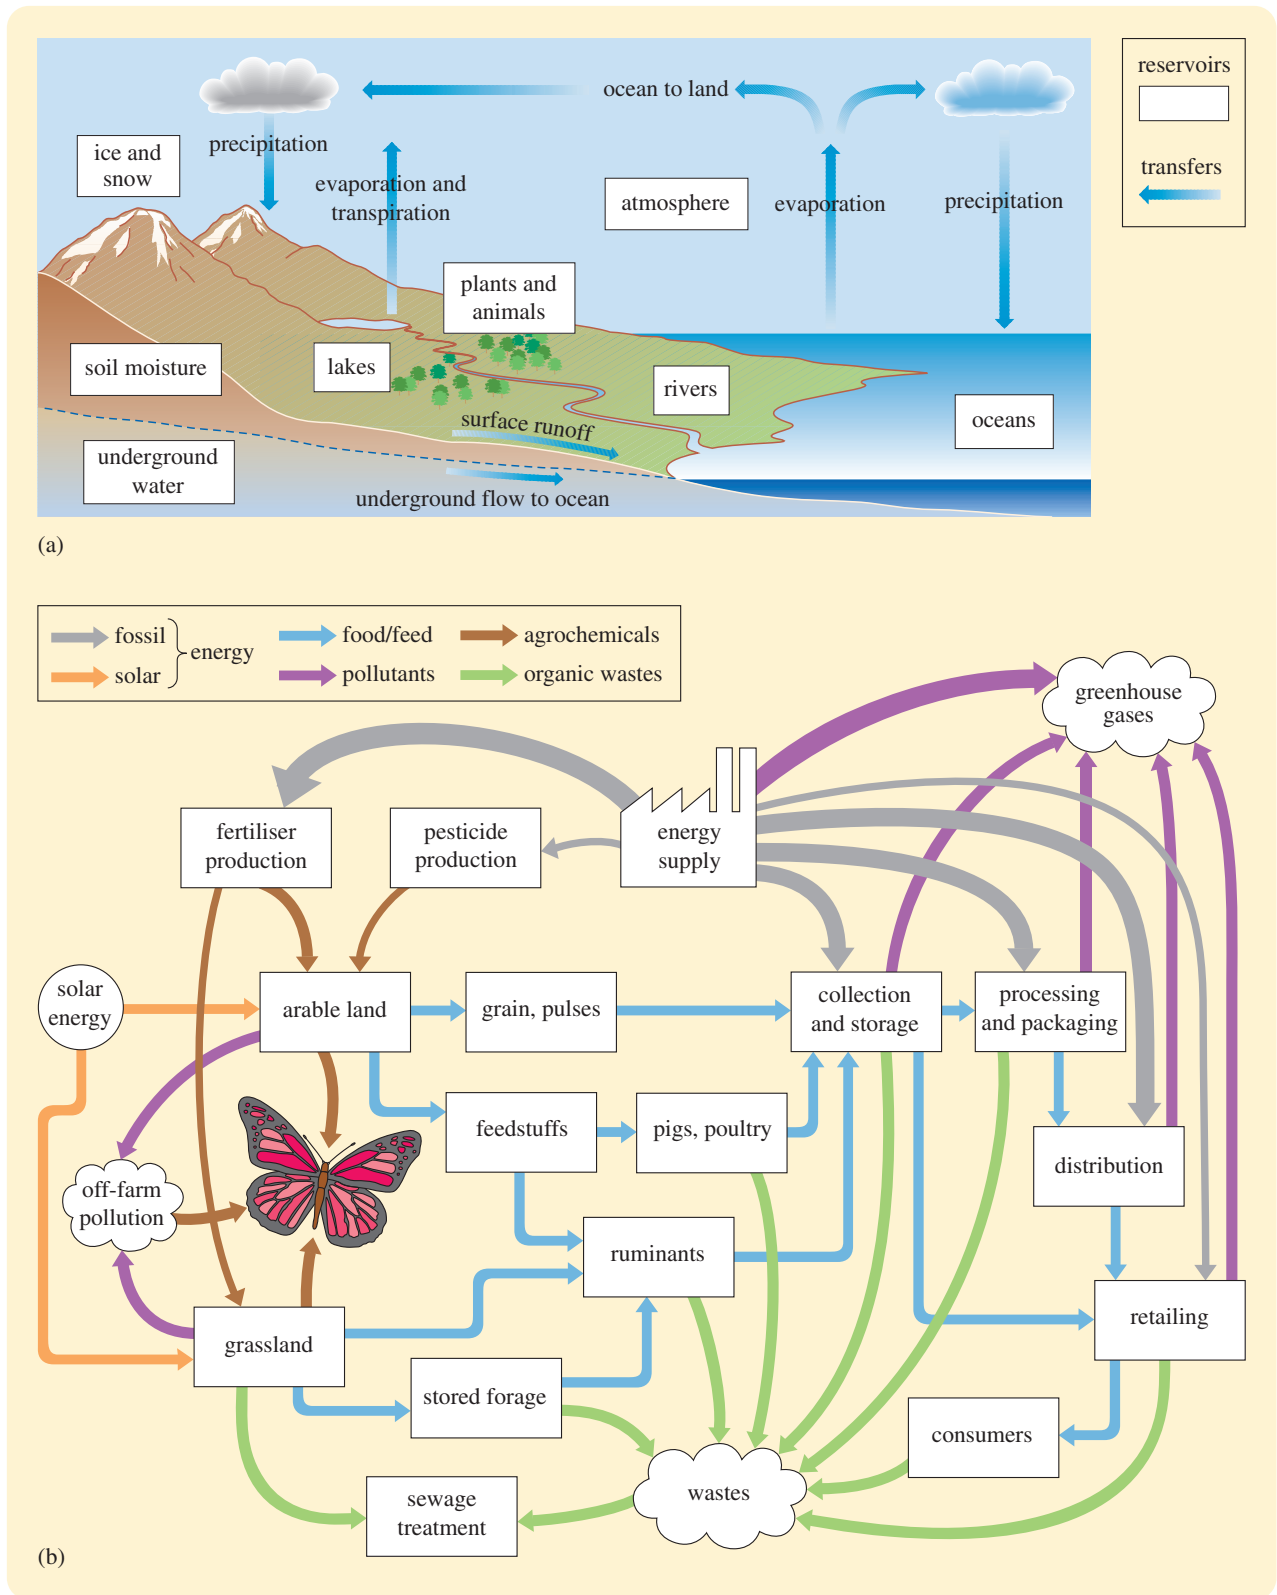 reservoirs
transfers
ocean to land
precipitation
ice and
snow
evaporation and
transpiration
atmosphere
evaporation
precipitation
plants and
animals
soil moisture
lakes
rivers
oceans
surface runoff
underground
water
underground flow to ocean
(a)
fossil
solar
energy
food/feed
pollutants
agrochemicals
organic wastes
greenhouse
gases
fertiliser
production
pesticide
production
energy
supply
solar
energy
arable land
grain, pulses
collection
and storage
processing
and packaging
feedstuffs
pigs, poultry
distribution
off-farm
pollution
ruminants
retailing
grassland
stored forage
consumers
wastes
sewage
treatment
(b)